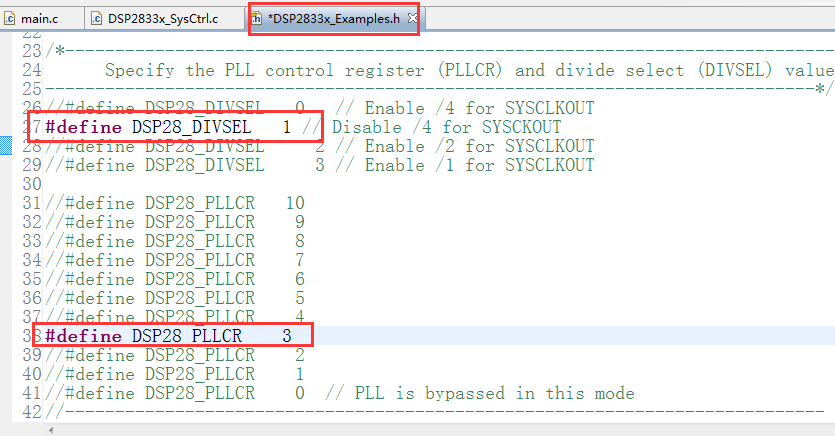 main.c DSP2833x_SysCtrl.c *DSP2833x_Examples.h
22
23 /*-----------------------------------------------------------------------------
24 Specify the PLL control register (PLLCR) and divide select (DIVSEL) value
25 -----------------------------------------------------------------------------*/
26 //#define DSP28_DIVSEL 0 // Enable /4 for SYSCLKOUT
27 #define DSP28_DIVSEL 1 // Disable /4 for SYSCKOUT
28 //#define DSP28_DIVSEL 2 // Enable /2 for SYSCLKOUT
29 //#define DSP28_DIVSEL 3 // Enable /1 for SYSCLKOUT
30
31 //#define DSP28_PLLCR 10
32 //#define DSP28_PLLCR 9
33 //#define DSP28_PLLCR 8
34 //#define DSP28_PLLCR 7
35 //#define DSP28_PLLCR 6
36 //#define DSP28_PLLCR 5
37 //#define DSP28_PLLCR 4
38 #define DSP28_PLLCR 3
39 //#define DSP28_PLLCR 2
40 //#define DSP28_PLLCR 1
41 //#define DSP28_PLLCR 0 // PLL is bypassed in this mode
42 //----------------------------------------------------------------------------